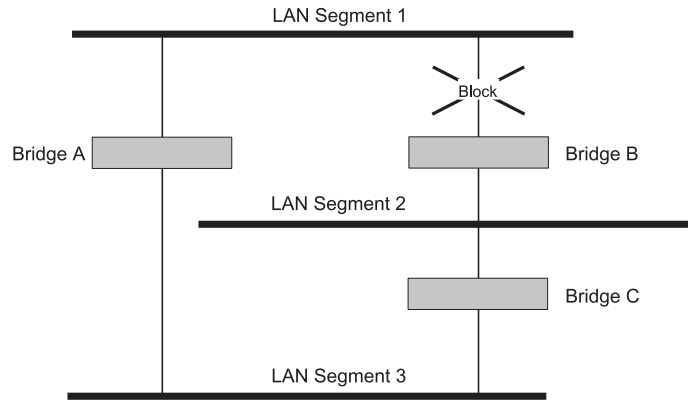 LAN Segment 1
Block
Bridge A
Bridge B
LAN Segment 2
Bridge C
LAN Segment 3